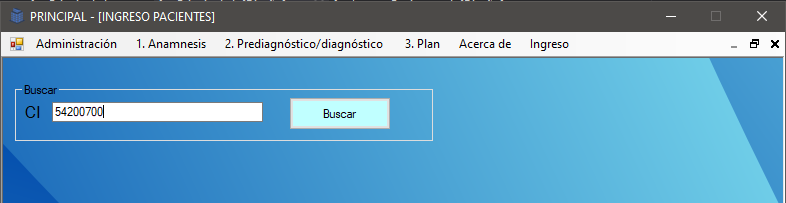 PRINCIPAL - [INGRESO PACIENTES]
Administración 1. Anamnesis 2. Prediagnóstico/diagnóstico 3. Plan Acerca de Ingreso
Buscar
CI 54200700 Buscar